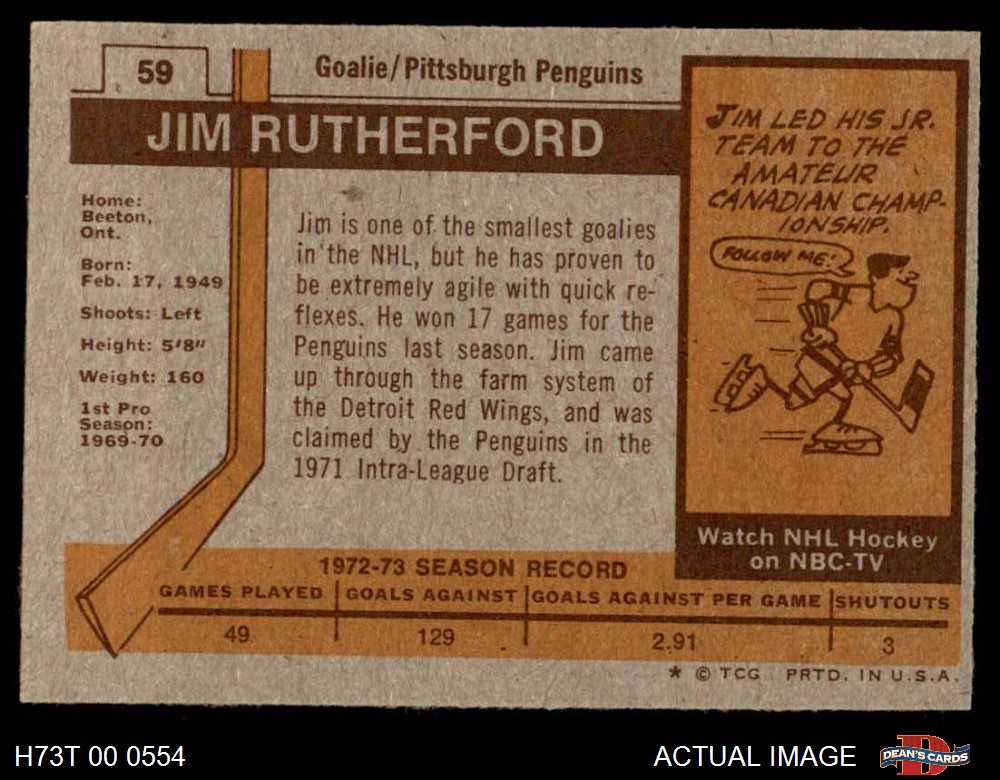 59
Goalie/Pittsburgh Penguins
JIM RUTHERFORD
Home:
Beeton,
Ont.
Born:
Feb. 17, 1949
Shoots: Left
Height: 5'8"
Weight: 160
1st Pro
Season:
1969-70
Jim is one of the smallest goalies
in the NHL, but he has proven to
be extremely agile with quick re-
flexes. He won 17 games for the
Penguins last season. Jim came
up through the farm system of
the Detroit Red Wings, and was
claimed by the Penguins in the
1971 Intra-League Draft.
JIM LED HIS JR.
TEAM TO THE
AMATEUR
CANADIAN CHAMP-
IONSHIP.
FOLLOW ME!
Watch NHL Hockey
on NBC-TV
1972-73 SEASON RECORD
GAMES PLAYED GOALS AGAINST GOALS AGAINST PER GAME SHUTOUTS
49 129 2.91 3
* © TCG PRTD. IN U.S.A.
H73T 00 0554
ACTUAL IMAGE
DEAN'S CARDS